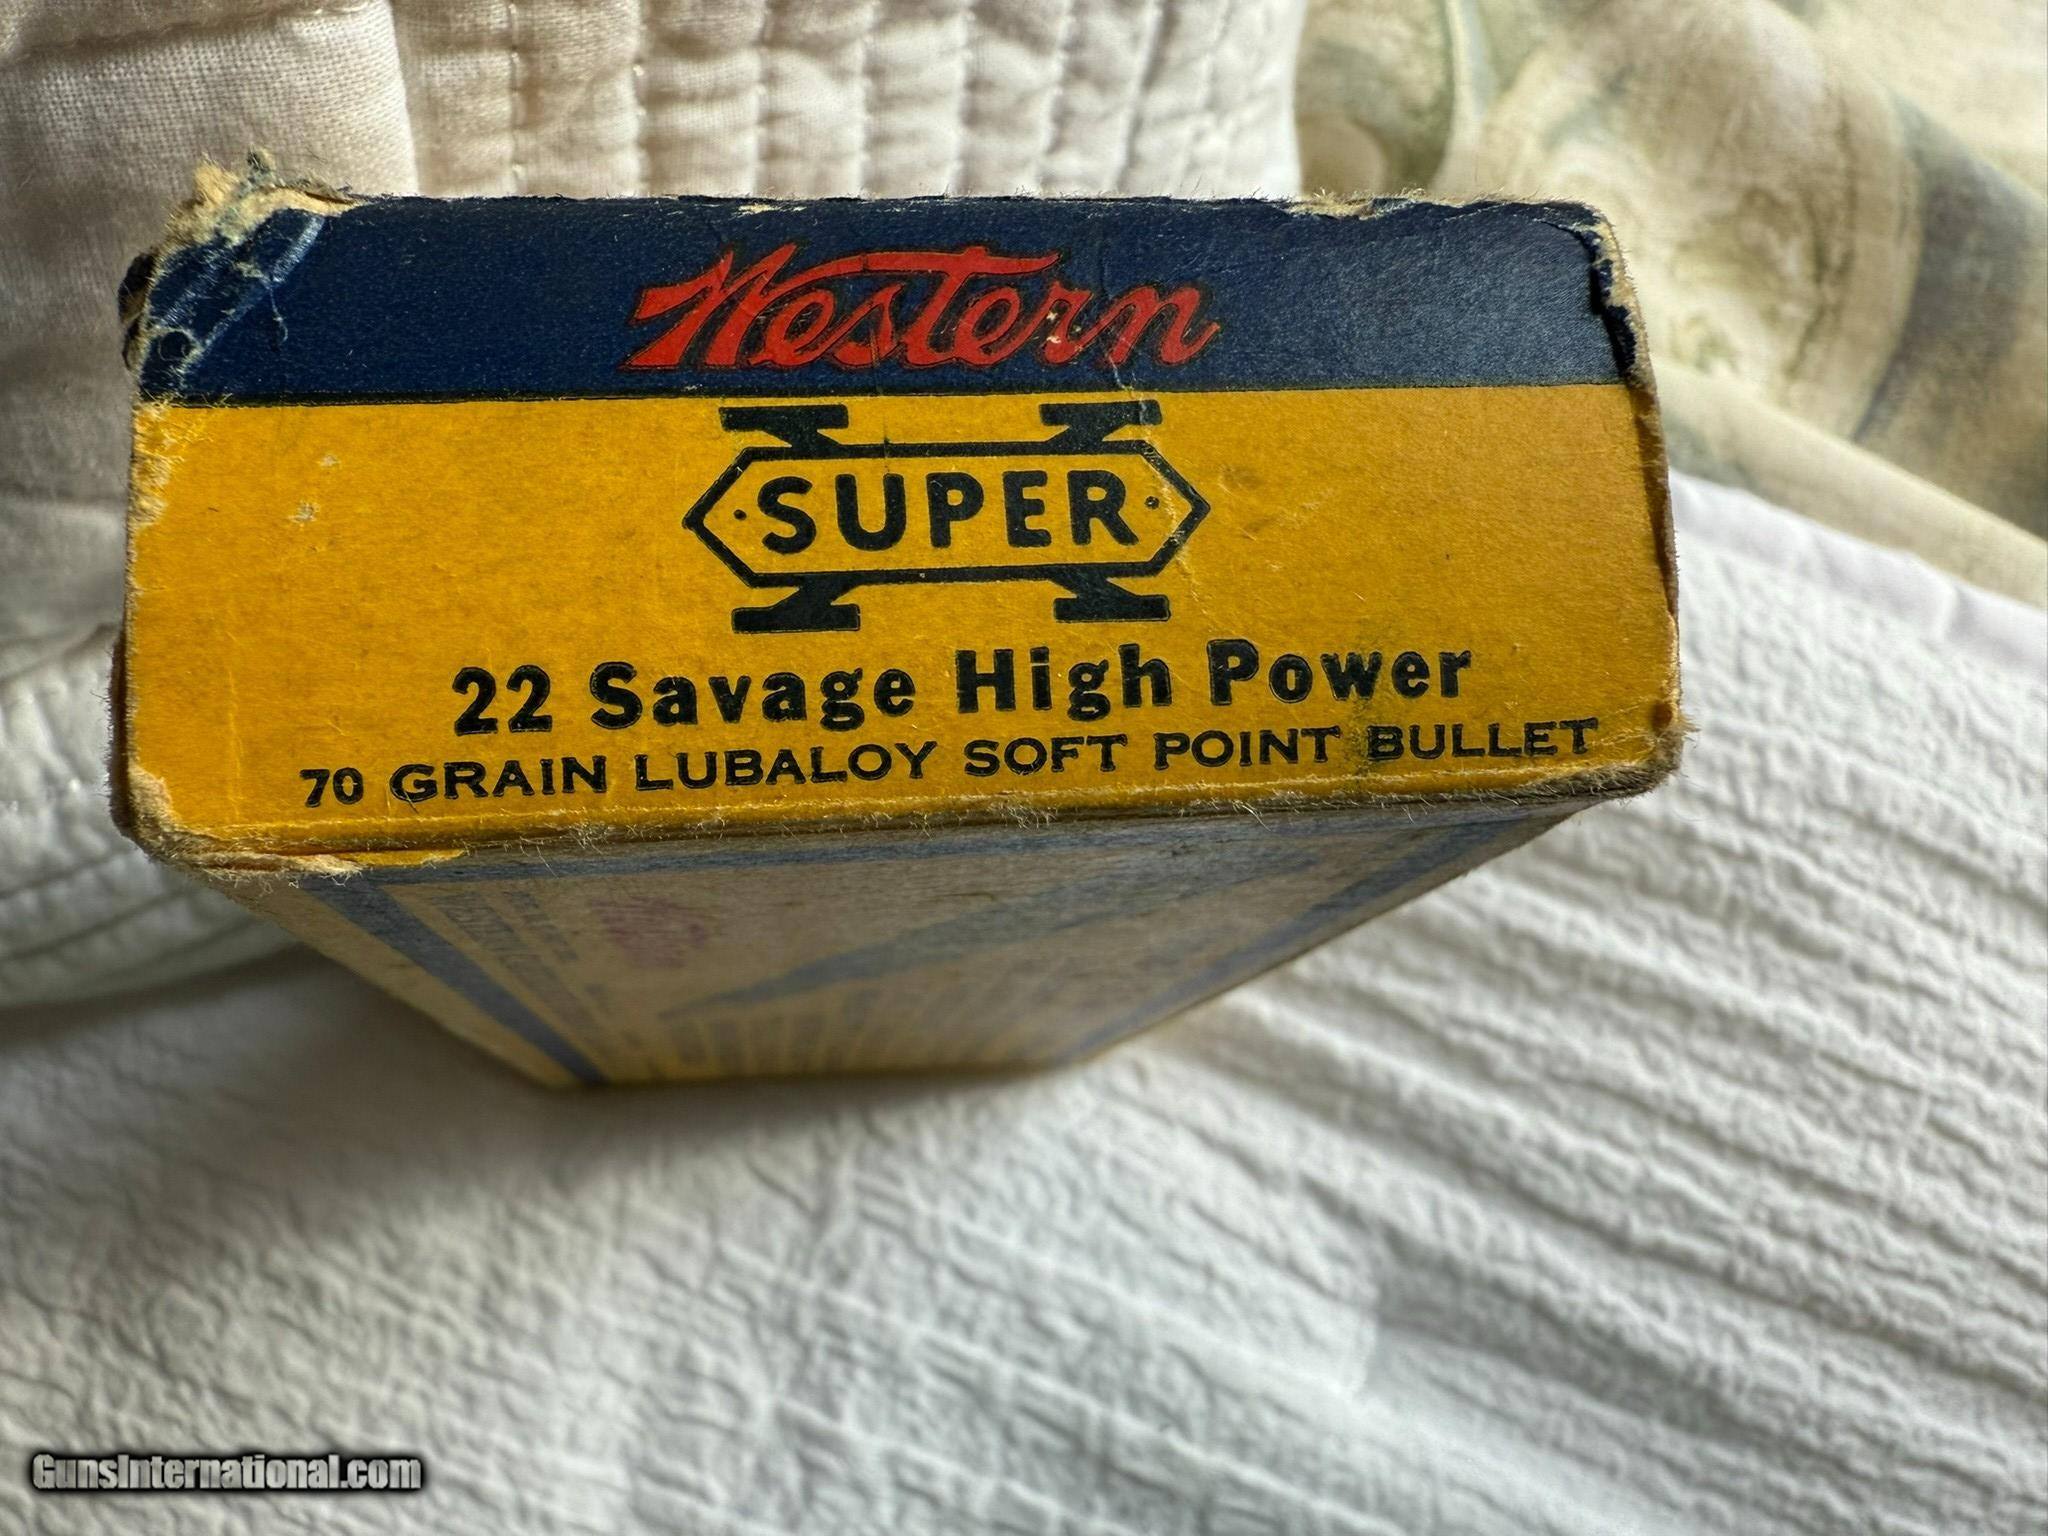 Western
SUPER
22 Savage High Power
70 GRAIN LUBALOY SOFT POINT BULLET
GunsInternational.com